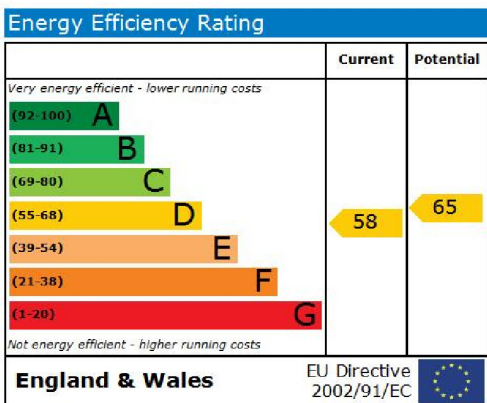 Energy Efficiency Rating
Current Potential
Very energy efficient - lower running costs
(92-100) A
(81-91) B
(69-80) C
(55-68) D
(39-54) E
(21-38) F
(1-20) G
58
65
Not energy efficient - higher running costs
England & Wales
EU Directive
2002/91/EC